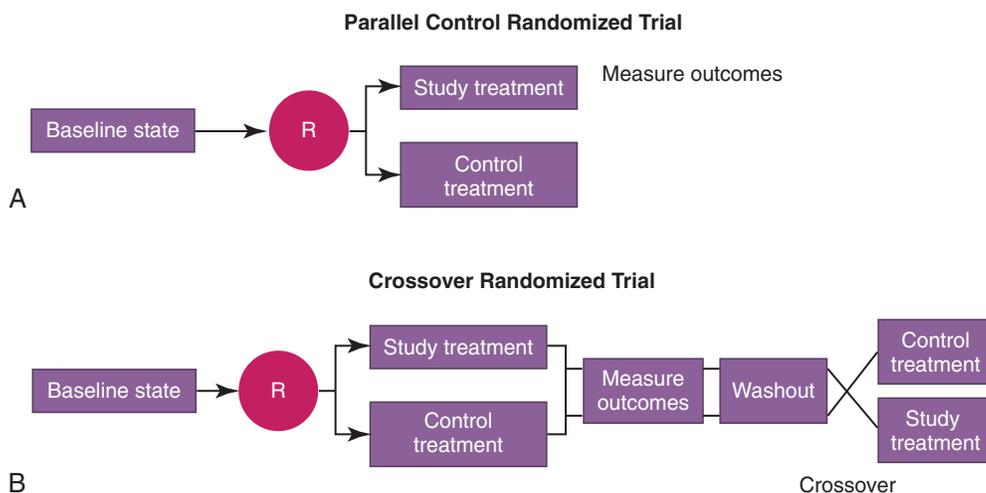 Parallel Control Randomized Trial
Baseline state
R
Study treatment
Measure outcomes
Control
treatment
A
Crossover Randomized Trial
Baseline state
R
Study treatment
Control
treatment
Measure
outcomes
Washout
Control
treatment
Study
treatment
Crossover
B